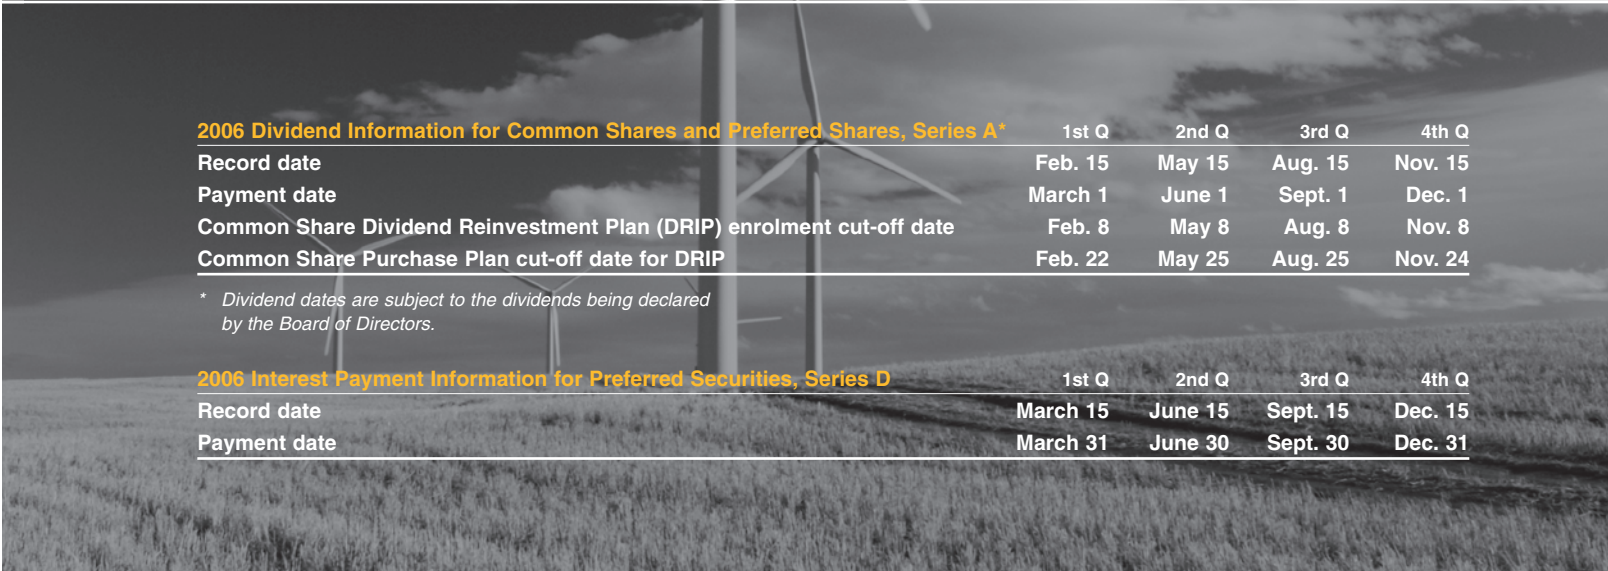 2006 Dividend Information for Common Shares and Preferred Shares, Series A* 1st Q 2nd Q 3rd Q 4th Q
Record date Feb. 15 May 15 Aug. 15 Nov. 15
Payment date March 1 June 1 Sept. 1 Dec. 1
Common Share Dividend Reinvestment Plan (DRIP) enrolment cut-off date Feb. 8 May 8 Aug. 8 Nov. 8
Common Share Purchase Plan cut-off date for DRIP Feb. 22 May 25 Aug. 25 Nov. 24
* Dividend dates are subject to the dividends being declared
by the Board of Directors.
2006 Interest Payment Information for Preferred Securities, Series D 1st Q 2nd Q 3rd Q 4th Q
Record date March 15 June 15 Sept. 15 Dec. 15
Payment date March 31 June 30 Sept. 30 Dec. 31